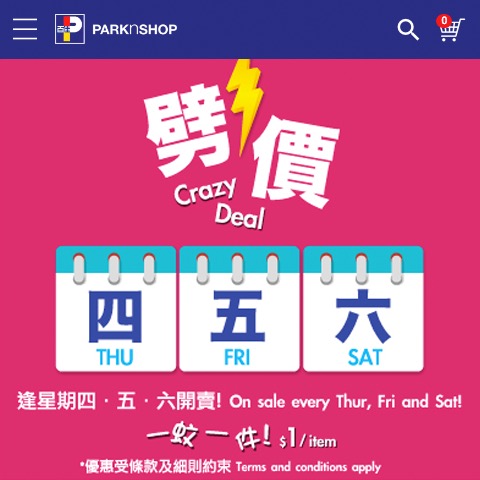 百佳 PARKnSHOP 0
劈價
Crazy
Deal
四 五 六
THU FRI SAT
逢星期四．五．六開賣! On sale every Thur, Fri and Sat!
一蚊一件! $1/item
*優惠受條款及細則約束 Terms and conditions apply